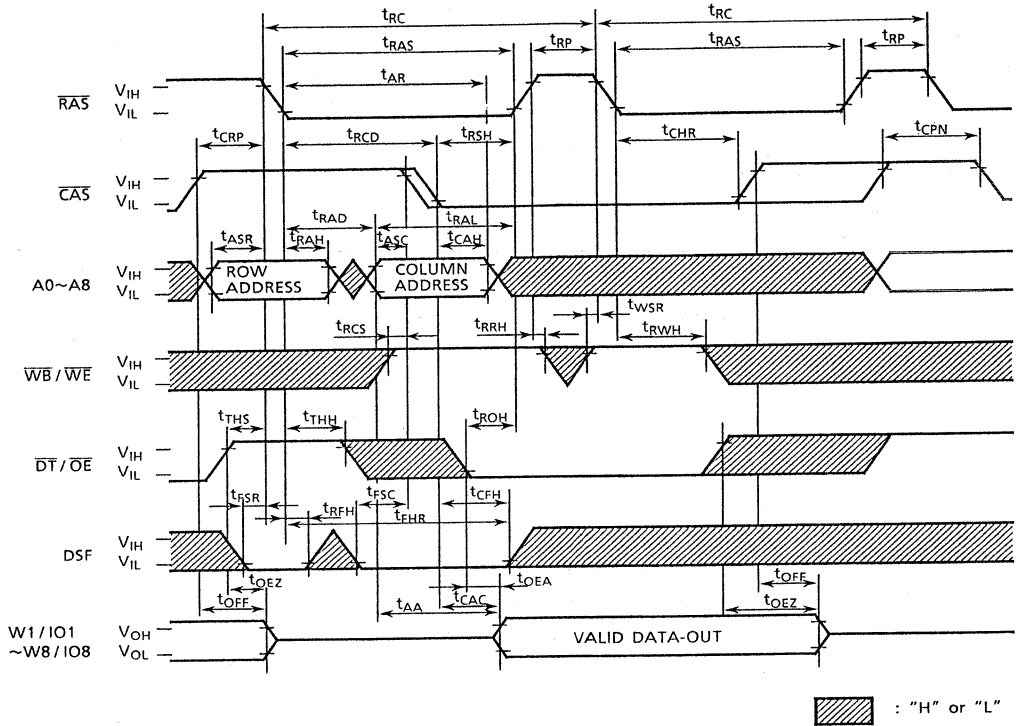 tRC tRC
tRAS tRP tRAS tRP
tAR
RAS VIH VIL
tCRP tRCD tRSH tCHR tCPN
CAS VIH VIL
tRAD tRAL
tASR tRAH tASC tCAH
A0~A8 VIH VIL ROW ADDRESS COLUMN ADDRESS
tWSR
tRCS tRRH tRWH
WB/WE VIH VIL
tTHS tTHH tROH
DT/OE VIH VIL
tFSR tRFH tFSC tCFH
tFHR
DSF VIH VIL
tOEZ tOEA tOFF
tOFF tAA tCAC tOEZ
W1/IO1 ~W8/IO8 VOH VOL VALID DATA-OUT
: "H" or "L"